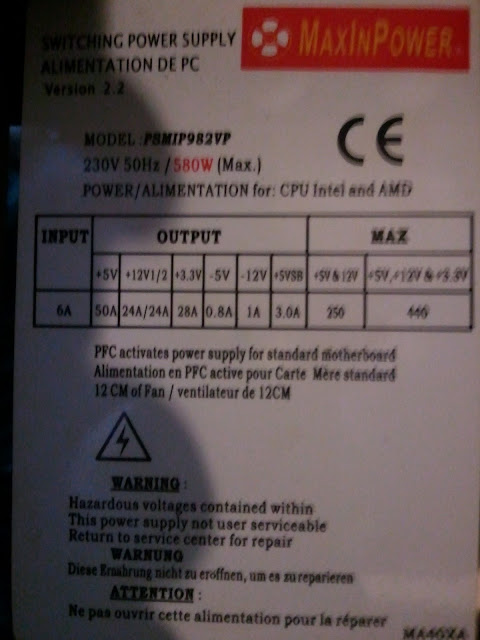 SWITCHING POWER SUPPLY
ALIMENTATION DE PC
Version 2.2
MAXINPOWER
MODEL: PSMIP982VP
230V 50Hz / 580W (Max.)
POWER/ALIMENTATION for: CPU Intel and AMD
CE
INPUT OUTPUT MAX
+5V +12V1/2 +3.3V -5V -12V +5VSB +5V & 12V +5V,+12V & +3.3V
6A 50A 24A/24A 28A 0.8A 1A 3.0A 250 446
PFC activates power supply for standard motherboard
Alimentation en PFC active pour Carte Mère standard
12 CM of Fan / ventilateur de 12CM
WARNING :
Hazardous voltages contained within
This power supply not user serviceable
Return to service center for repair
WARNUNG
Diese Ernahrung nicht zu eroffnen, um es zu reparieren
ATTENTION :
Ne pas ouvrir cette alimentation pour la réparer